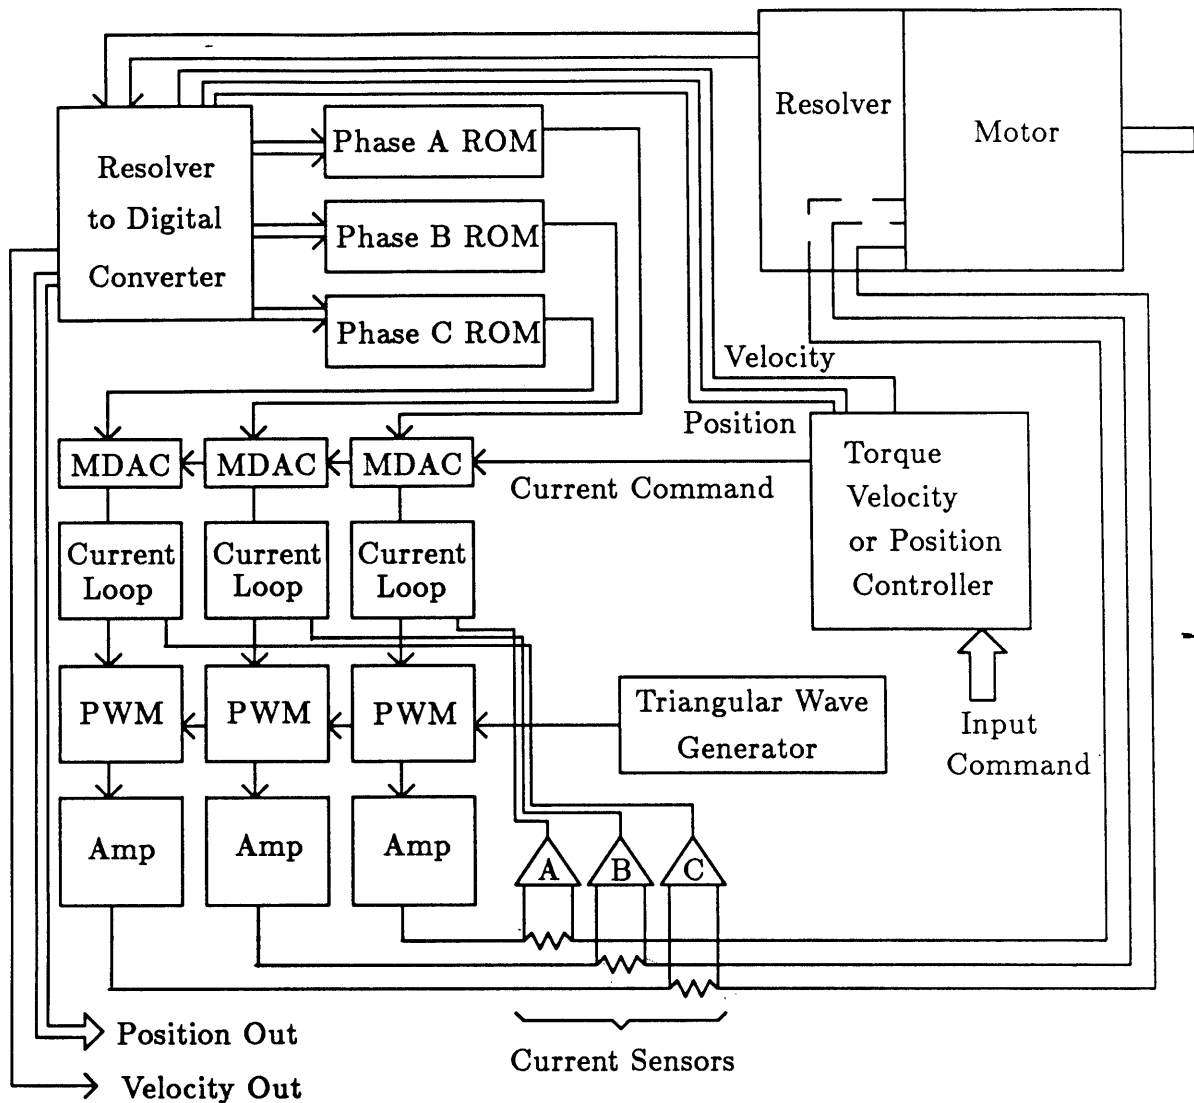 Resolver
Motor
Resolver
to Digital
Converter
Phase A ROM
Phase B ROM
Phase C ROM
Velocity
Position
MDAC
MDAC
MDAC
Current Command
Torque
Velocity
or Position
Controller
Current
Loop
Current
Loop
Current
Loop
PWM
PWM
PWM
Triangular Wave
Generator
Input
Command
Amp
Amp
Amp
A
B
C
Position Out
Current Sensors
Velocity Out